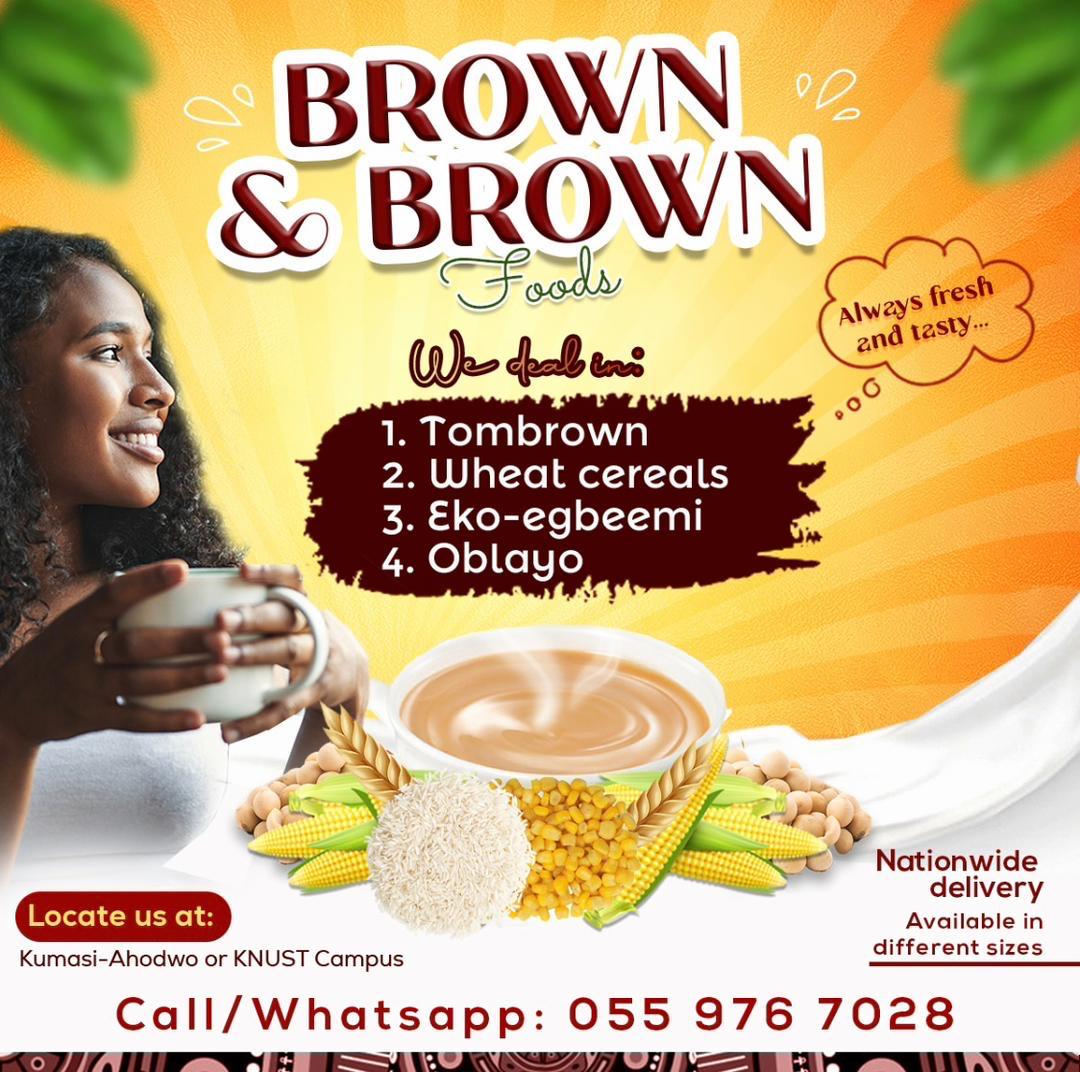 BROWN
& BROWN
Foods
Always fresh
and tasty...
We deal in:
1. Tombrown
2. Wheat cereals
3. Eko-egbeemi
4. Oblayo
Nationwide
delivery
Available in
different sizes
Locate us at:
Kumasi-Ahodwo or KNUST Campus
Call/Whatsapp: 055 976 7028